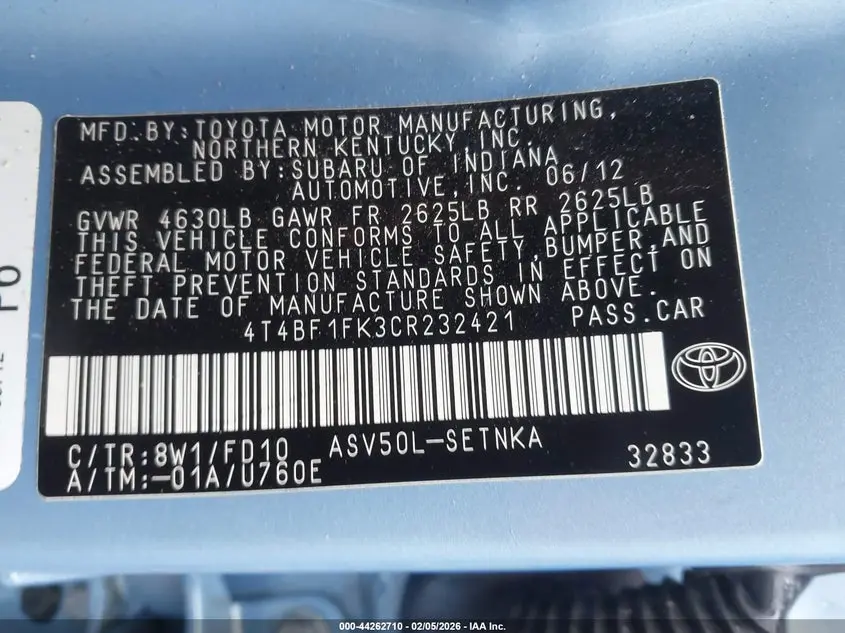 MFD.BY:TOYOTA MOTOR MANUFACTURING,
NORTHERN KENTUCKY,INC.
ASSEMBLED BY:SUBARU OF INDIANA
AUTOMOTIVE,INC. 06/12
GVWR 4630LB GAWR FR 2625LB RR 2625LB
THIS VEHICLE CONFORMS TO ALL APPLICABLE
FEDERAL MOTOR VEHICLE SAFETY,BUMPER,AND
THEFT PREVENTION STANDARDS IN EFFECT ON
THE DATE OF MANUFACTURE SHOWN ABOVE.
4T4BF1FK3CR232421 PASS.CAR
C/TR:8W1/FD10 ASV50L-SETNKA
A/TM:-01A/U760E 32833
000-44262710 - 02/05/2026 - IAA Inc.